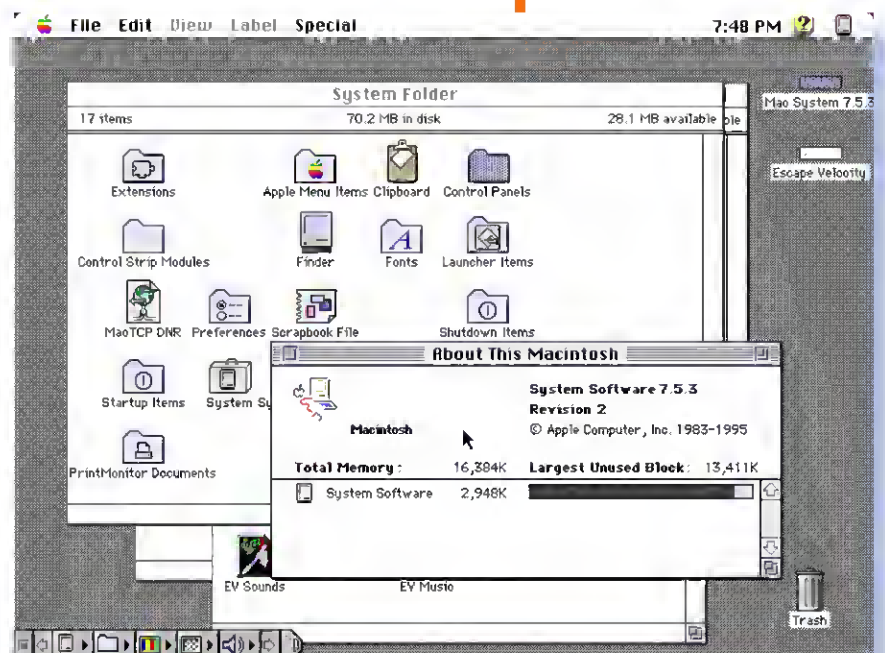 File Edit View Label Special 7:48 PM
System Folder
17 items 70.2 MB in disk 28.1 MB available ble
Mac System 7.5.3
Escape Velocity
Extensions Apple Menu Items Clipboard Control Panels
Control Strip Modules Finder Fonts Launcher Items
MacTCP DNR Preferences Scrapbook File Shutdown Items
Startup Items System Su
PrintMonitor Documents
About This Macintosh
System Software 7.5.3
Revision 2
Macintosh © Apple Computer, Inc. 1983-1995
Total Memory : 16,384K Largest Unused Block: 13,411K
System Software 2,948K
EV Sounds EV Music
Trash